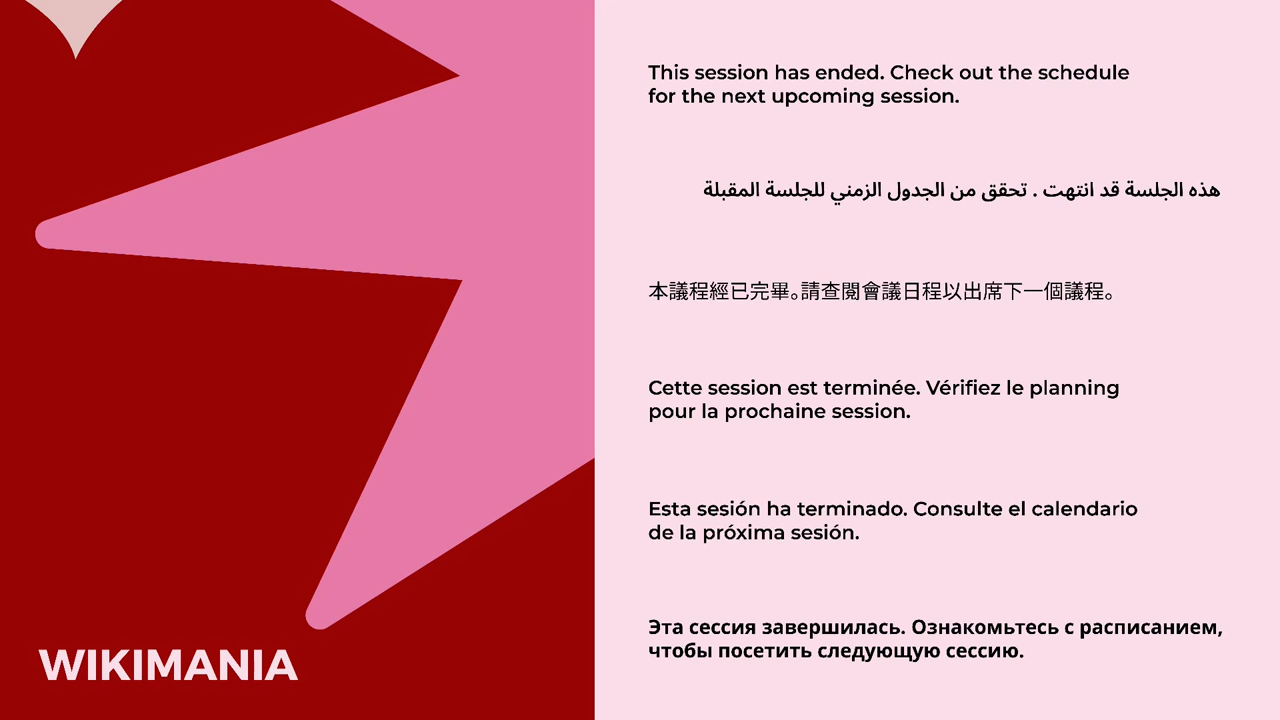 This session has ended. Check out the schedule
for the next upcoming session.
هذه الجلسة قد انتهت . تحقق من الجدول الزمني للجلسة المقبلة
本議程經已完畢。請查閱會議日程以出席下一個議程。
Cette session est terminée. Vérifiez le planning
pour la prochaine session.
Esta sesión ha terminado. Consulte el calendario
de la próxima sesión.
Эта сессия завершилась. Ознакомьтесь с расписанием,
чтобы посетить следующую сессию.
WIKIMANIA